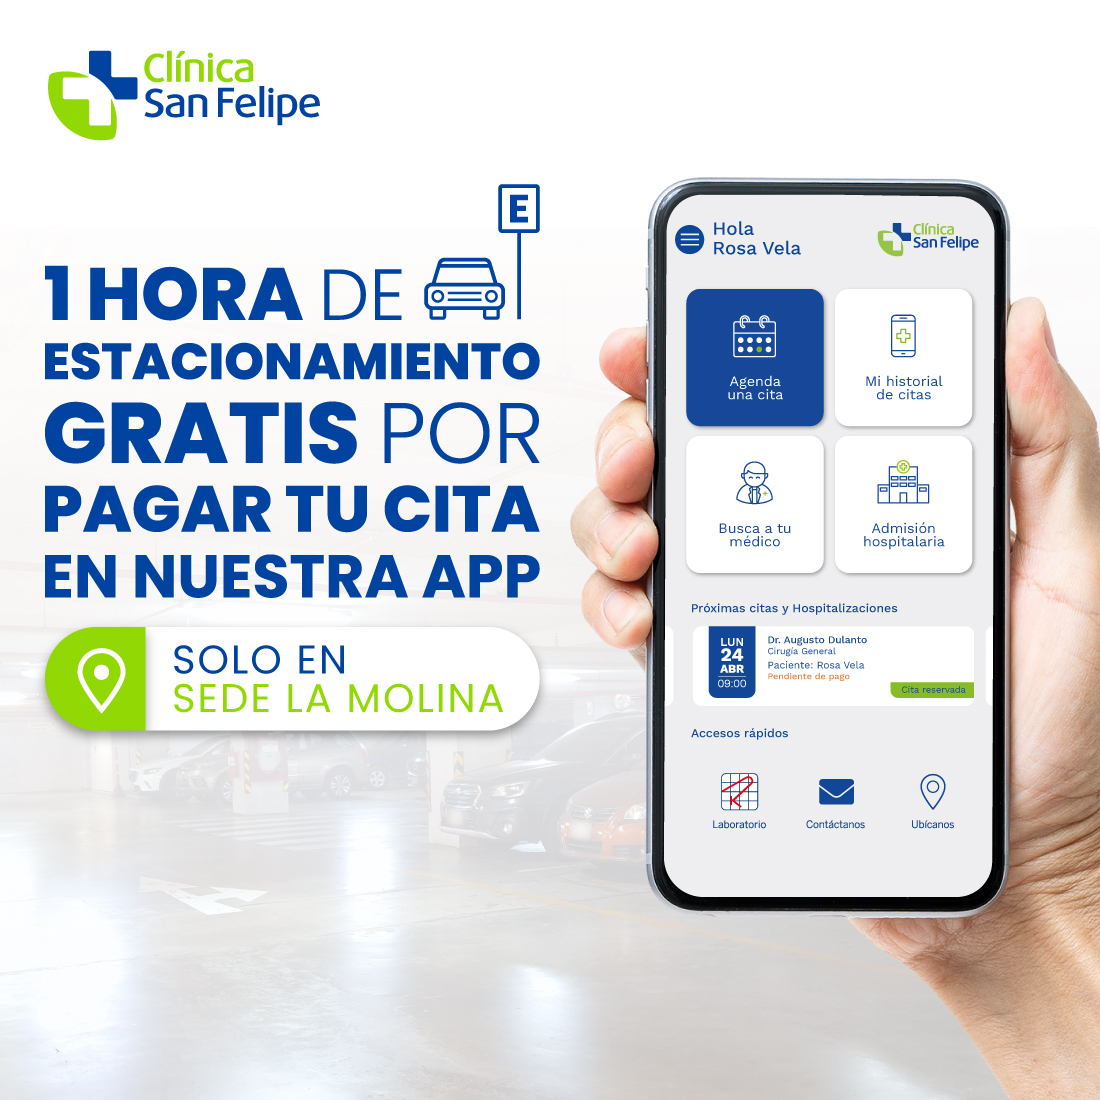 Clínica
San Felipe
E
1 HORA DE
ESTACIONAMIENTO
GRATIS POR
PAGAR TU CITA
EN NUESTRA APP
SOLO EN
SEDE LA MOLINA
Hola
Rosa Vela
Clínica
San Felipe
Agenda
una cita
Mi historial
de citas
Busca a tu
médico
Admisión
hospitalaria
Próximas citas y Hospitalizaciones
LUN
24
ABR
09:00
Dr. Augusto Dulanto
Cirugía General
Paciente: Rosa Vela
Pendiente de pago
Cita reservada
Accesos rápidos
Laboratorio
Contáctanos
Ubícanos